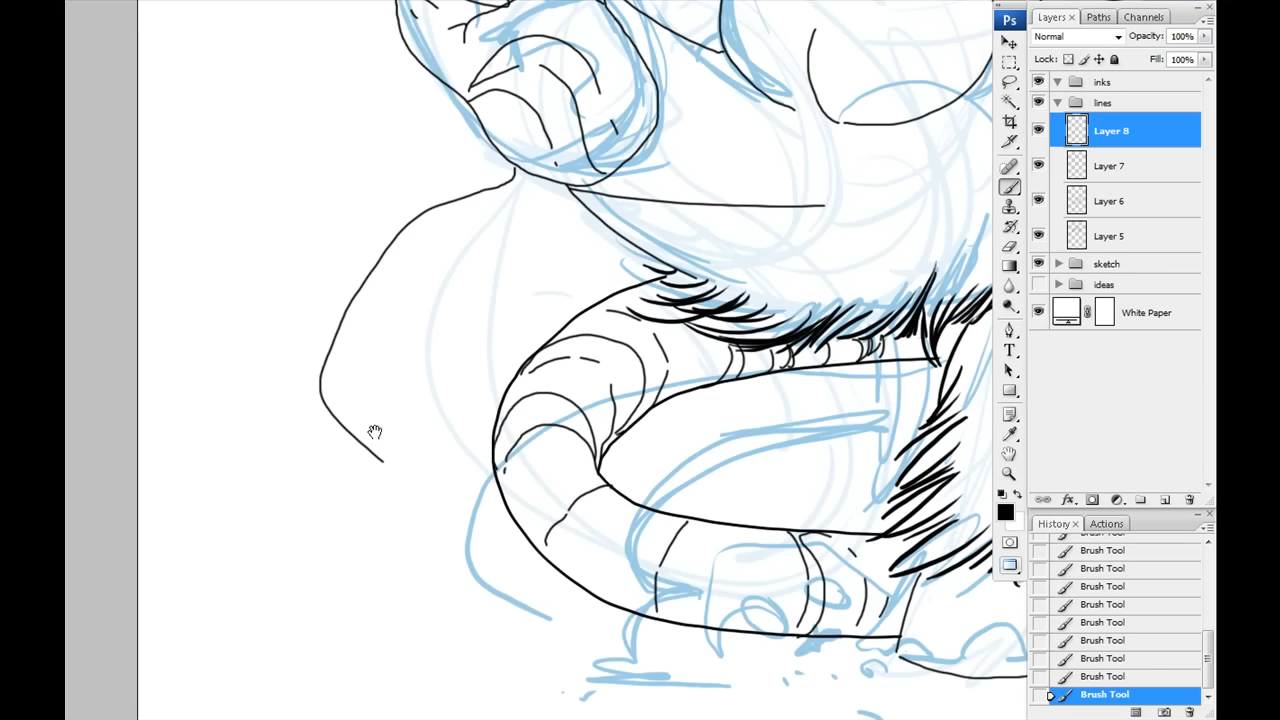 Ps
Layers × Paths Channels
Normal Opacity: 100%
Lock: Fill: 100%
inks
lines
Layer 8
Layer 7
Layer 6
Layer 5
sketch
ideas
White Paper
T
fx
History × Actions
Brush Tool
Brush Tool
Brush Tool
Brush Tool
Brush Tool
Brush Tool
Brush Tool
Brush Tool
Brush Tool
Brush Tool